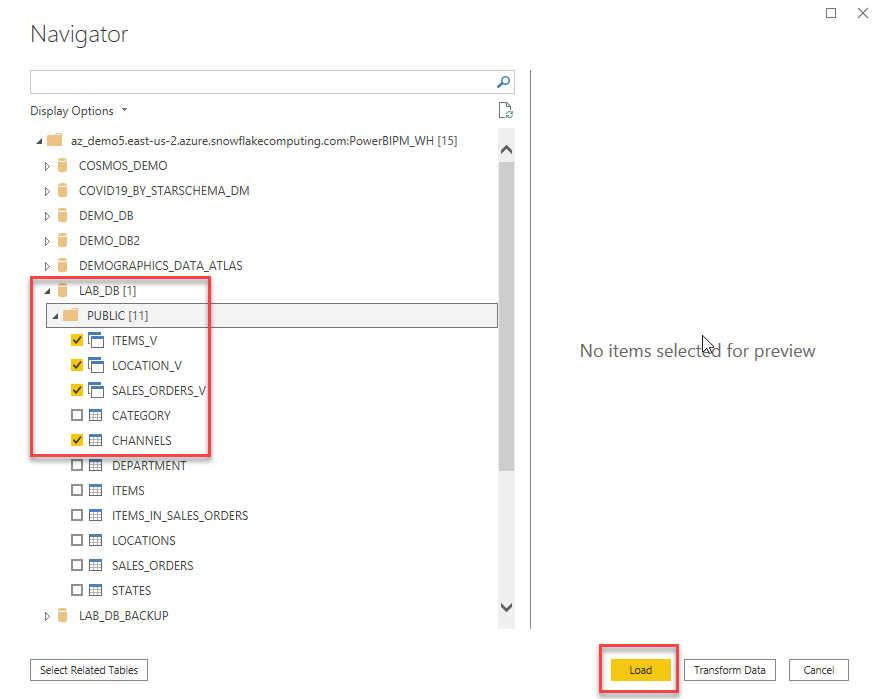 Navigator
Display Options
az_demo5.east-us-2.azure.snowflakecomputing.com:PowerBIPM_WH [15]
COSMOS_DEMO
COVID19_BY_STARSCHEMA_DM
DEMO_DB
DEMO_DB2
DEMOGRAPHICS_DATA_ATLAS
LAB_DB [1]
PUBLIC [11]
ITEMS_V
LOCATION_V
SALES_ORDERS_V
CATEGORY
CHANNELS
DEPARTMENT
ITEMS
ITEMS_IN_SALES_ORDERS
LOCATIONS
SALES_ORDERS
STATES
LAB_DB_BACKUP
No items selected for preview
Select Related Tables
Load
Transform Data
Cancel